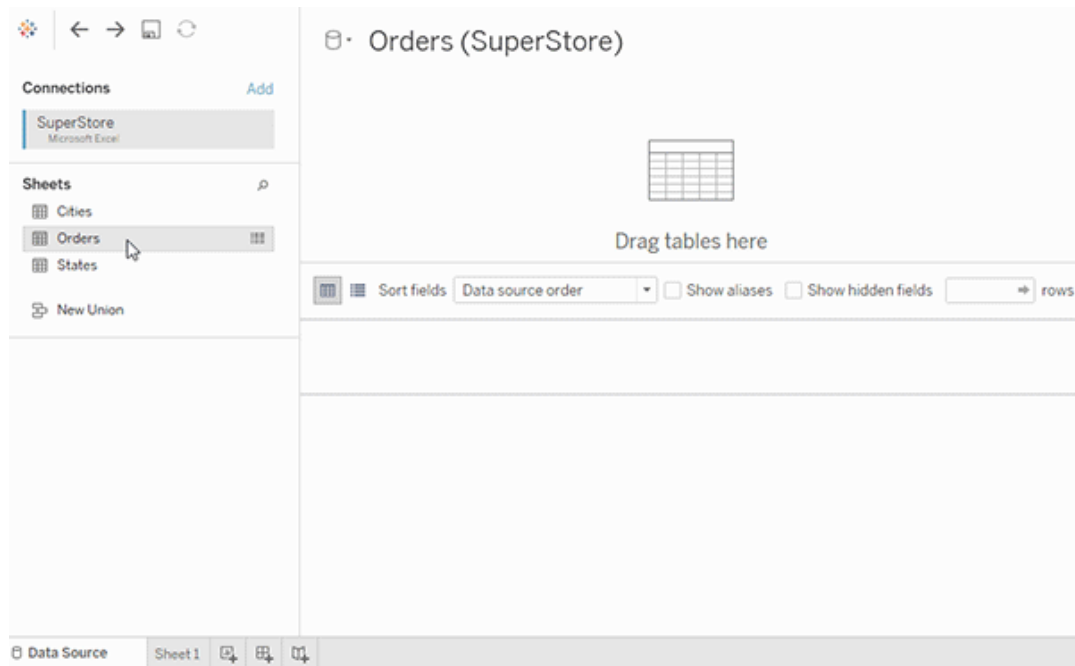 Orders (SuperStore)
Connections Add
SuperStore
Microsoft Excel
Sheets
Cities
Orders
States
New Union
Drag tables here
Sort fields Data source order Show aliases Show hidden fields rows
Data Source Sheet 1